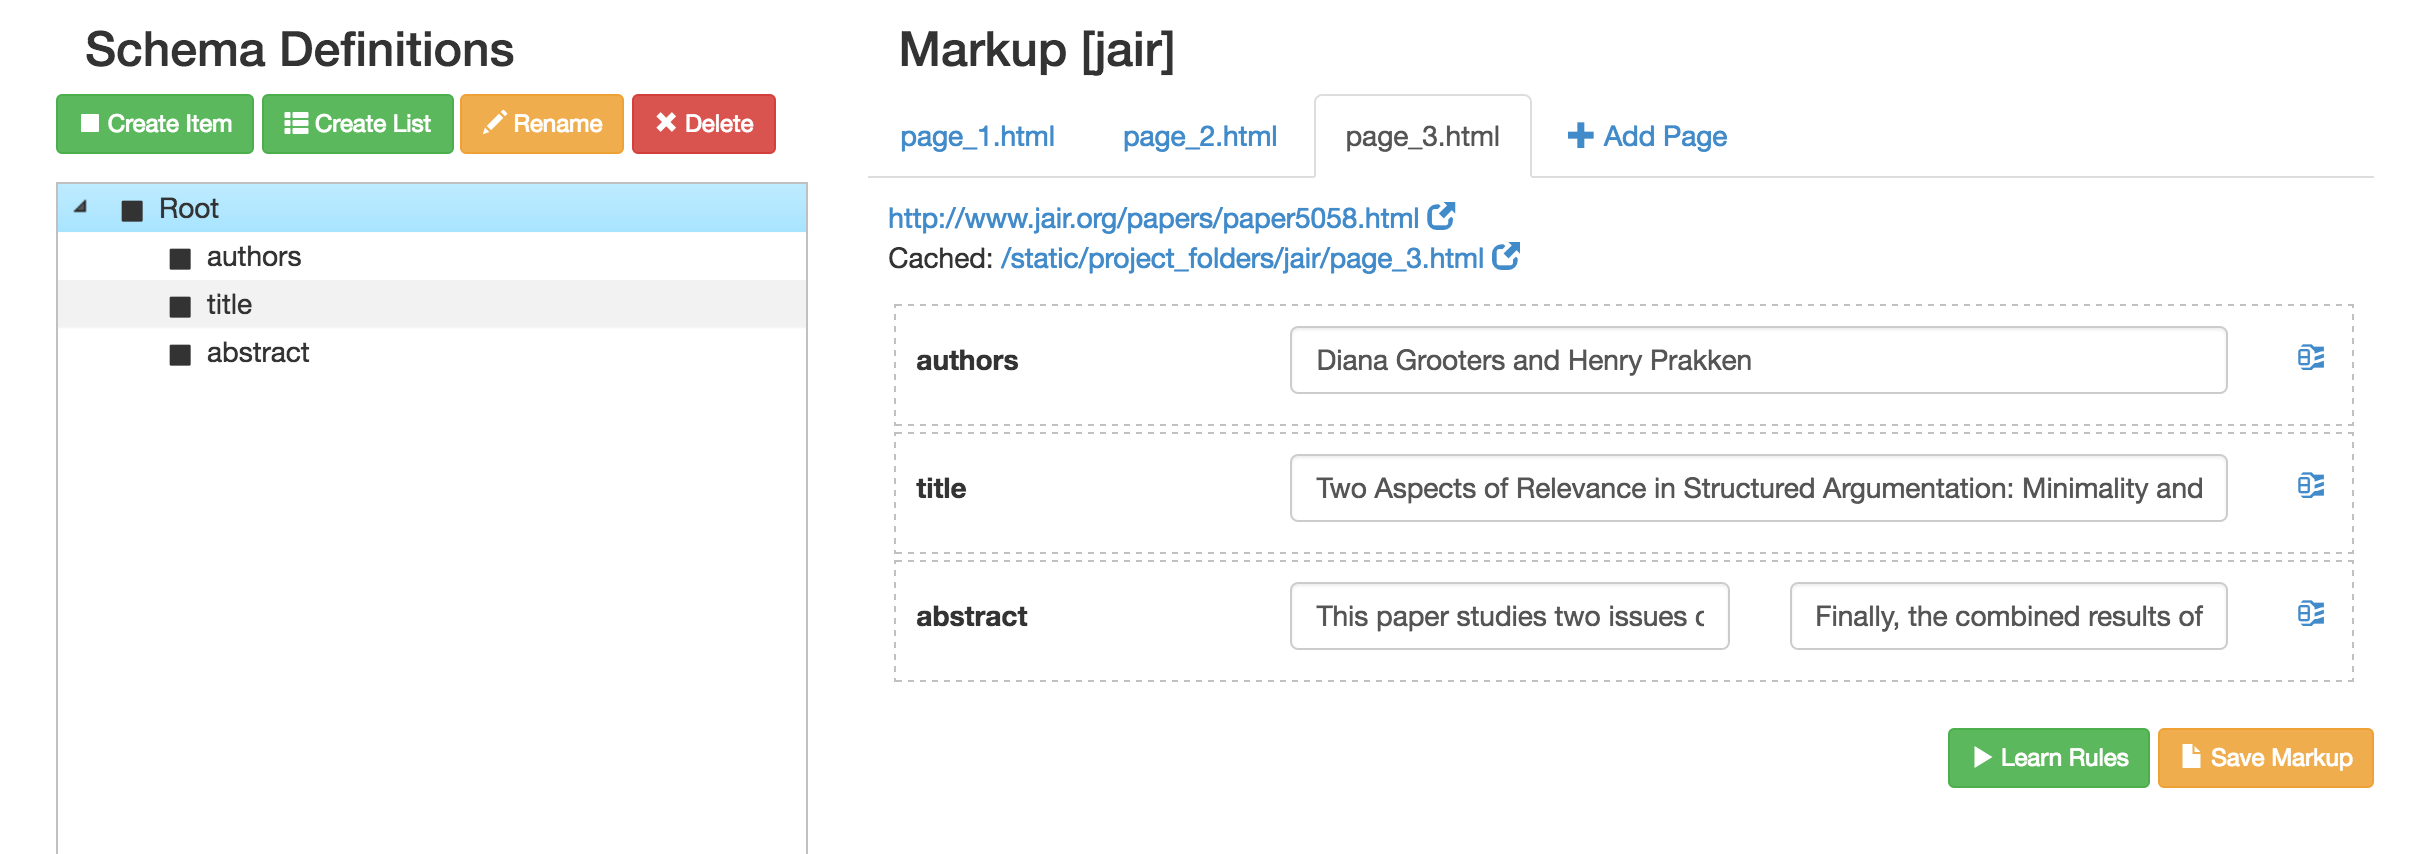 Schema Definitions
Create Item
Create List
Rename
Delete
Root
authors
title
abstract
Markup [jair]
page_1.html
page_2.html
page_3.html
Add Page
http://www.jair.org/papers/paper5058.html
Cached: /static/project_folders/jair/page_3.html
authors
Diana Grooters and Henry Prakken
title
Two Aspects of Relevance in Structured Argumentation: Minimality and
abstract
This paper studies two issues
Finally, the combined results of
Learn Rules
Save Markup